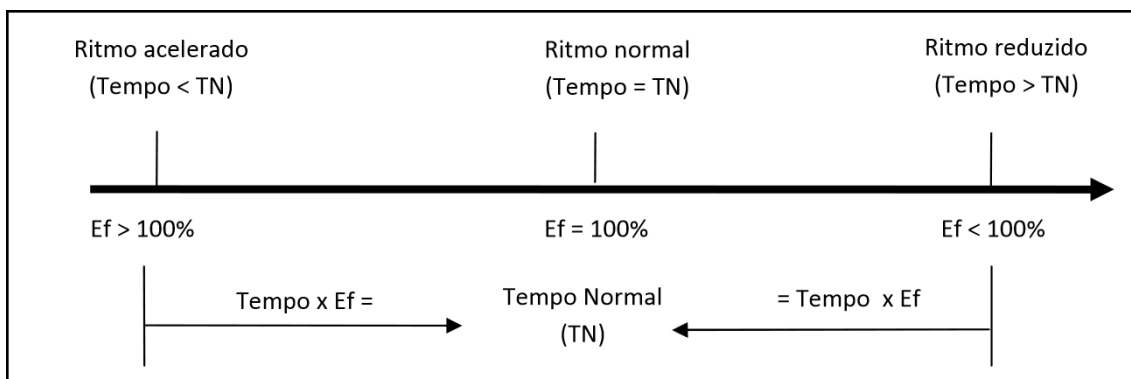 Ritmo acelerado
(Tempo < TN)
Ritmo normal
(Tempo = TN)
Ritmo reduzido
(Tempo > TN)
Ef > 100%
Ef = 100%
Ef < 100%
Tempo x Ef =
Tempo Normal
(TN)
= Tempo x Ef